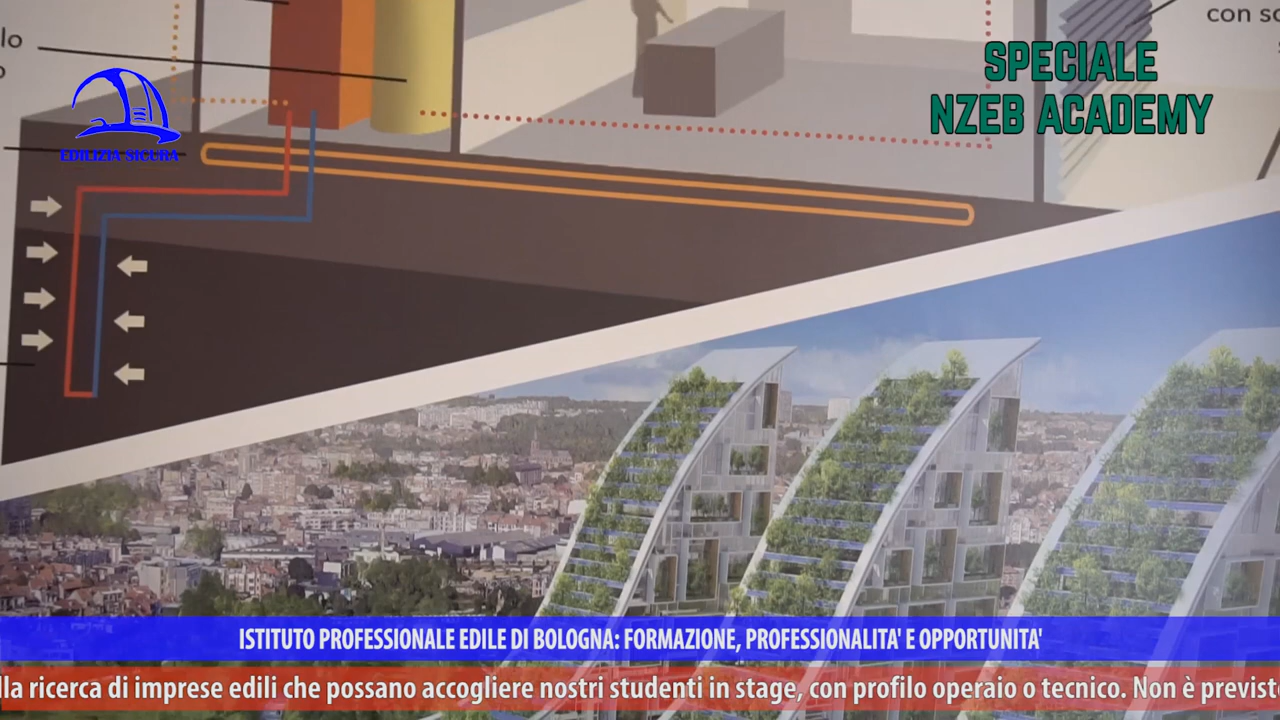 con
SPECIALE
NZEB ACADEMY
EDILIZIA SICURA
ISTITUTO PROFESSIONALE EDILE DI BOLOGNA: FORMAZIONE, PROFESSIONALITA' E OPPORTUNITA'
lla ricerca di imprese edili che possano accogliere nostri studenti in stage, con profilo operaio o tecnico. Non è previst